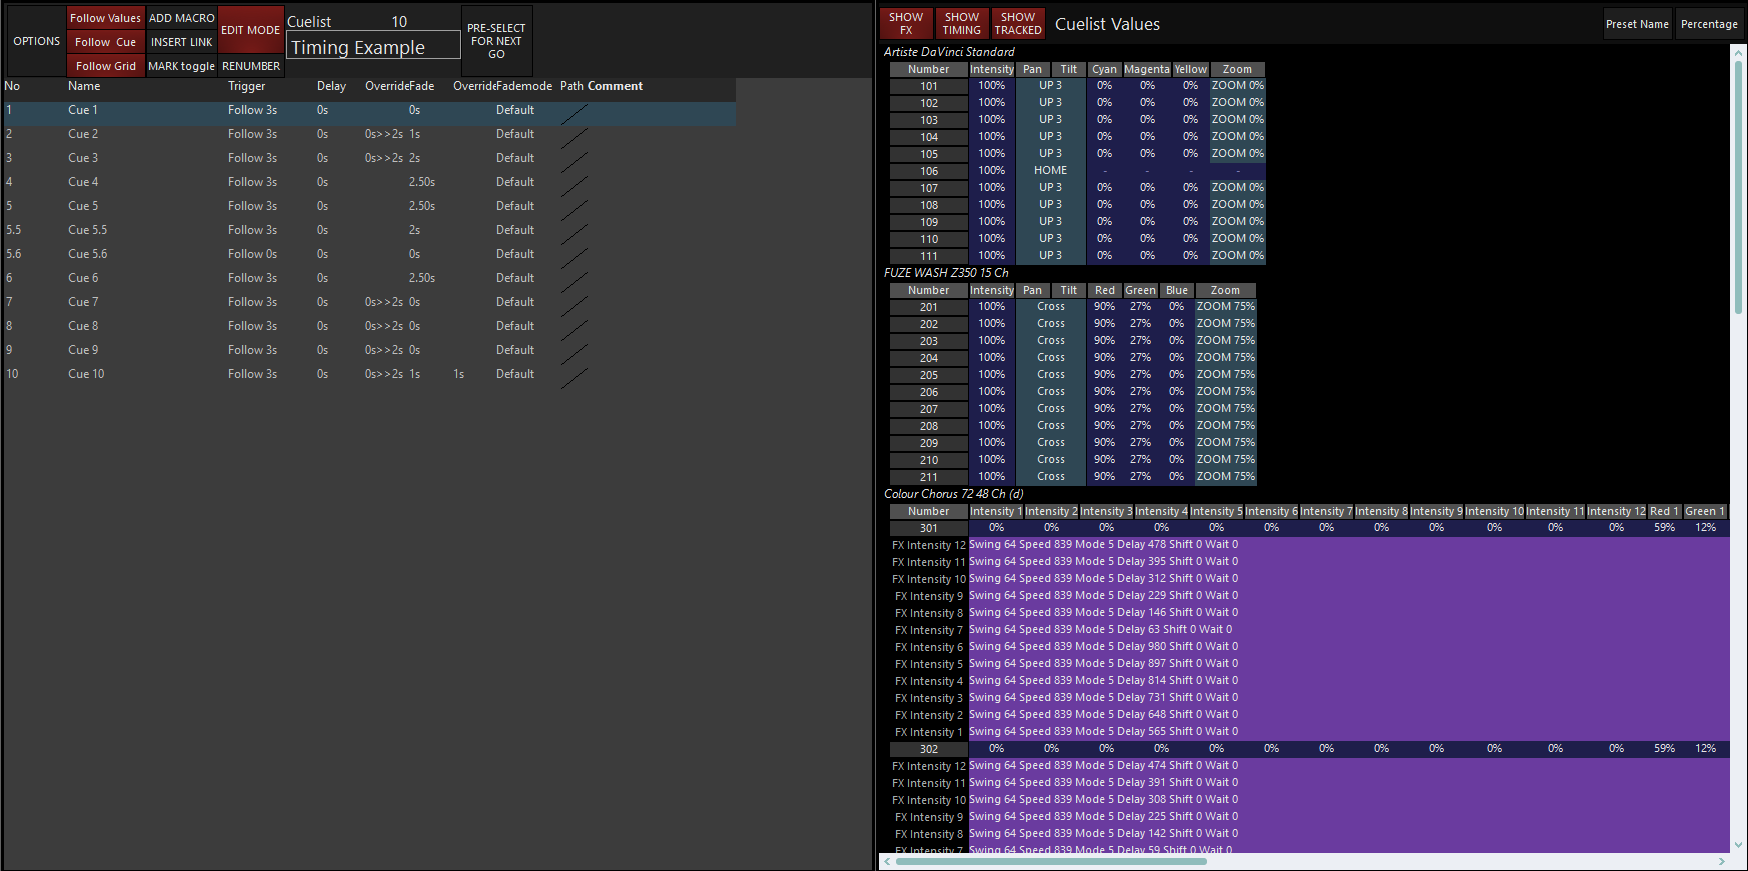 OPTIONS
Follow Values
Follow Cue
Follow Grid
ADD MACRO
INSERT LINK
MARK toggle
EDIT MODE
RENUMBER
Cuelist 10
Timing Example
PRE-SELECT
FOR NEXT
GO
No Name Trigger Delay Override Fade Override Fademode Path Comment
1 Cue 1 Follow 3s 0s 0s Default
2 Cue 2 Follow 3s 0s 0s>>2s 1s Default
3 Cue 3 Follow 3s 0s 0s>>2s 2s Default
4 Cue 4 Follow 3s 0s 2.50s Default
5 Cue 5 Follow 3s 0s 2.50s Default
5.5 Cue 5.5 Follow 3s 0s 2s Default
5.6 Cue 5.6 Follow 0s 0s 0s Default
6 Cue 6 Follow 3s 0s 2.50s Default
7 Cue 7 Follow 3s 0s 0s>>2s 0s Default
8 Cue 8 Follow 3s 0s 0s>>2s 0s Default
9 Cue 9 Follow 3s 0s 0s>>2s 0s Default
10 Cue 10 Follow 3s 0s 0s>>2s 1s 1s Default
SHOW
FX
SHOW
TIMING
SHOW
TRACKED
Cuelist Values
Preset Name
Percentage
Artiste DaVinci Standard
Number Intensity Pan Tilt Cyan Magenta Yellow Zoom
101 100% UP 3 0% 0% 0% ZOOM 0%
102 100% UP 3 0% 0% 0% ZOOM 0%
103 100% UP 3 0% 0% 0% ZOOM 0%
104 100% UP 3 0% 0% 0% ZOOM 0%
105 100% UP 3 0% 0% 0% ZOOM 0%
106 100% HOME - - - -
107 100% UP 3 0% 0% 0% ZOOM 0%
108 100% UP 3 0% 0% 0% ZOOM 0%
109 100% UP 3 0% 0% 0% ZOOM 0%
110 100% UP 3 0% 0% 0% ZOOM 0%
111 100% UP 3 0% 0% 0% ZOOM 0%
FUZE WASH Z350 15 Ch
Number Intensity Pan Tilt Red Green Blue Zoom
201 100% Cross 90% 27% 0% ZOOM 75%
202 100% Cross 90% 27% 0% ZOOM 75%
203 100% Cross 90% 27% 0% ZOOM 75%
204 100% Cross 90% 27% 0% ZOOM 75%
205 100% Cross 90% 27% 0% ZOOM 75%
206 100% Cross 90% 27% 0% ZOOM 75%
207 100% Cross 90% 27% 0% ZOOM 75%
208 100% Cross 90% 27% 0% ZOOM 75%
209 100% Cross 90% 27% 0% ZOOM 75%
210 100% Cross 90% 27% 0% ZOOM 75%
211 100% Cross 90% 27% 0% ZOOM 75%
Colour Chorus 72 48 Ch (d)
Number Intensity 1 Intensity 2 Intensity 3 Intensity 4 Intensity 5 Intensity 6 Intensity 7 Intensity 8 Intensity 9 Intensity 10 Intensity 11 Intensity 12 Red 1 Green 1
301 0% 0% 0% 0% 0% 0% 0% 0% 0% 0% 0% 0% 59% 12%
FX Intensity 12 Swing 64 Speed 839 Mode 5 Delay 478 Shift 0 Wait 0
FX Intensity 11 Swing 64 Speed 839 Mode 5 Delay 395 Shift 0 Wait 0
FX Intensity 10 Swing 64 Speed 839 Mode 5 Delay 312 Shift 0 Wait 0
FX Intensity 9 Swing 64 Speed 839 Mode 5 Delay 229 Shift 0 Wait 0
FX Intensity 8 Swing 64 Speed 839 Mode 5 Delay 146 Shift 0 Wait 0
FX Intensity 7 Swing 64 Speed 839 Mode 5 Delay 63 Shift 0 Wait 0
FX Intensity 6 Swing 64 Speed 839 Mode 5 Delay 980 Shift 0 Wait 0
FX Intensity 5 Swing 64 Speed 839 Mode 5 Delay 897 Shift 0 Wait 0
FX Intensity 4 Swing 64 Speed 839 Mode 5 Delay 814 Shift 0 Wait 0
FX Intensity 3 Swing 64 Speed 839 Mode 5 Delay 731 Shift 0 Wait 0
FX Intensity 2 Swing 64 Speed 839 Mode 5 Delay 648 Shift 0 Wait 0
FX Intensity 1 Swing 64 Speed 839 Mode 5 Delay 565 Shift 0 Wait 0
302 0% 0% 0% 0% 0% 0% 0% 0% 0% 0% 0% 0% 59% 12%
FX Intensity 12 Swing 64 Speed 839 Mode 5 Delay 474 Shift 0 Wait 0
FX Intensity 11 Swing 64 Speed 839 Mode 5 Delay 391 Shift 0 Wait 0
FX Intensity 10 Swing 64 Speed 839 Mode 5 Delay 308 Shift 0 Wait 0
FX Intensity 9 Swing 64 Speed 839 Mode 5 Delay 225 Shift 0 Wait 0
FX Intensity 8 Swing 64 Speed 839 Mode 5 Delay 142 Shift 0 Wait 0
FX Intensity 7 Swing 64 Speed 839 Mode 5 Delay 59 Shift 0 Wait 0